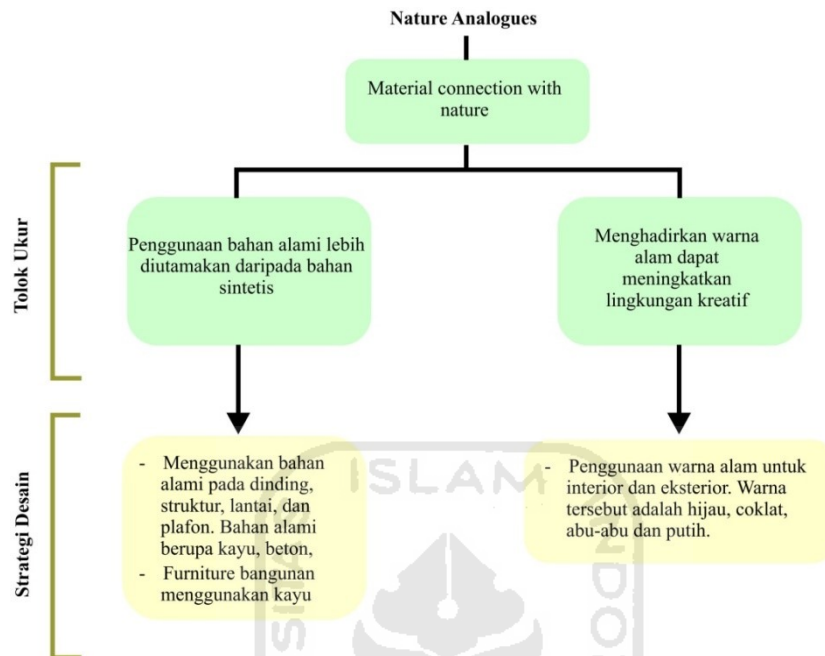 Nature Analogues
Material connection with
nature
Tolok Ukur
Penggunaan bahan alami lebih
diutamakan daripada bahan
sintetis
Menghadirkan warna
alam dapat
meningkatkan
lingkungan kreatif
Strategi Desain
- Menggunakan bahan
alami pada dinding,
struktur, lantai, dan
plafon. Bahan alami
berupa kayu, beton,
- Furniture bangunan
menggunakan kayu
- Penggunaan warna alam untuk
interior dan eksterior. Warna
tersebut adalah hijau, coklat,
abu-abu dan putih.
ISLAM